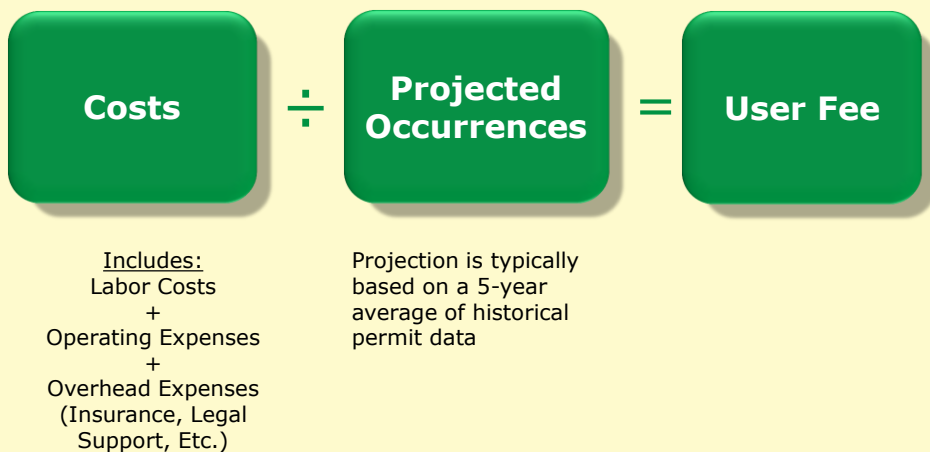 Costs
÷
Projected
Occurrences
=
User Fee
Includes:
Labor Costs
+
Operating Expenses
+
Overhead Expenses
(Insurance, Legal
Support, Etc.)
Projection is typically
based on a 5-year
average of historical
permit data